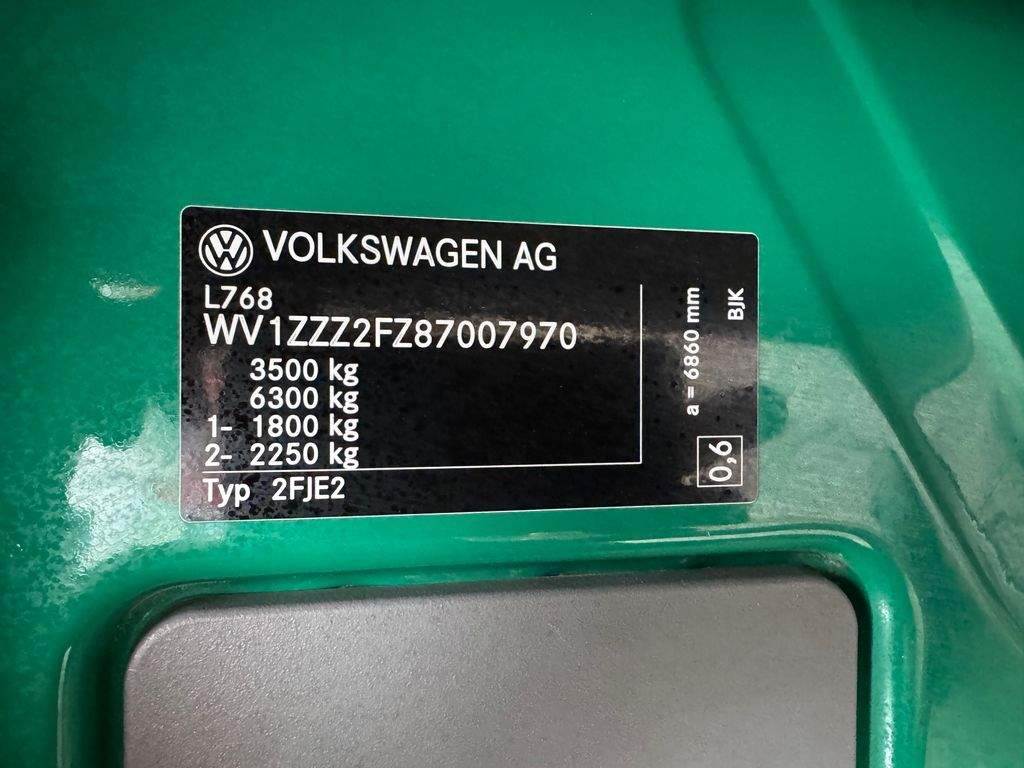 VOLKSWAGEN AG
L768
WV1ZZZ2FZ87007970
3500 kg
6300 kg
1- 1800 kg
2- 2250 kg
Typ 2FJE2
a = 6860 mm
BJK
0,6